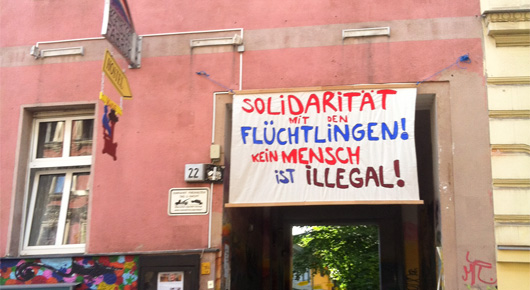 22
SOLIDARITÄT
MIT DEN
FLÜCHTLINGEN!
KEIN MENSCH
IST ILLEGAL!